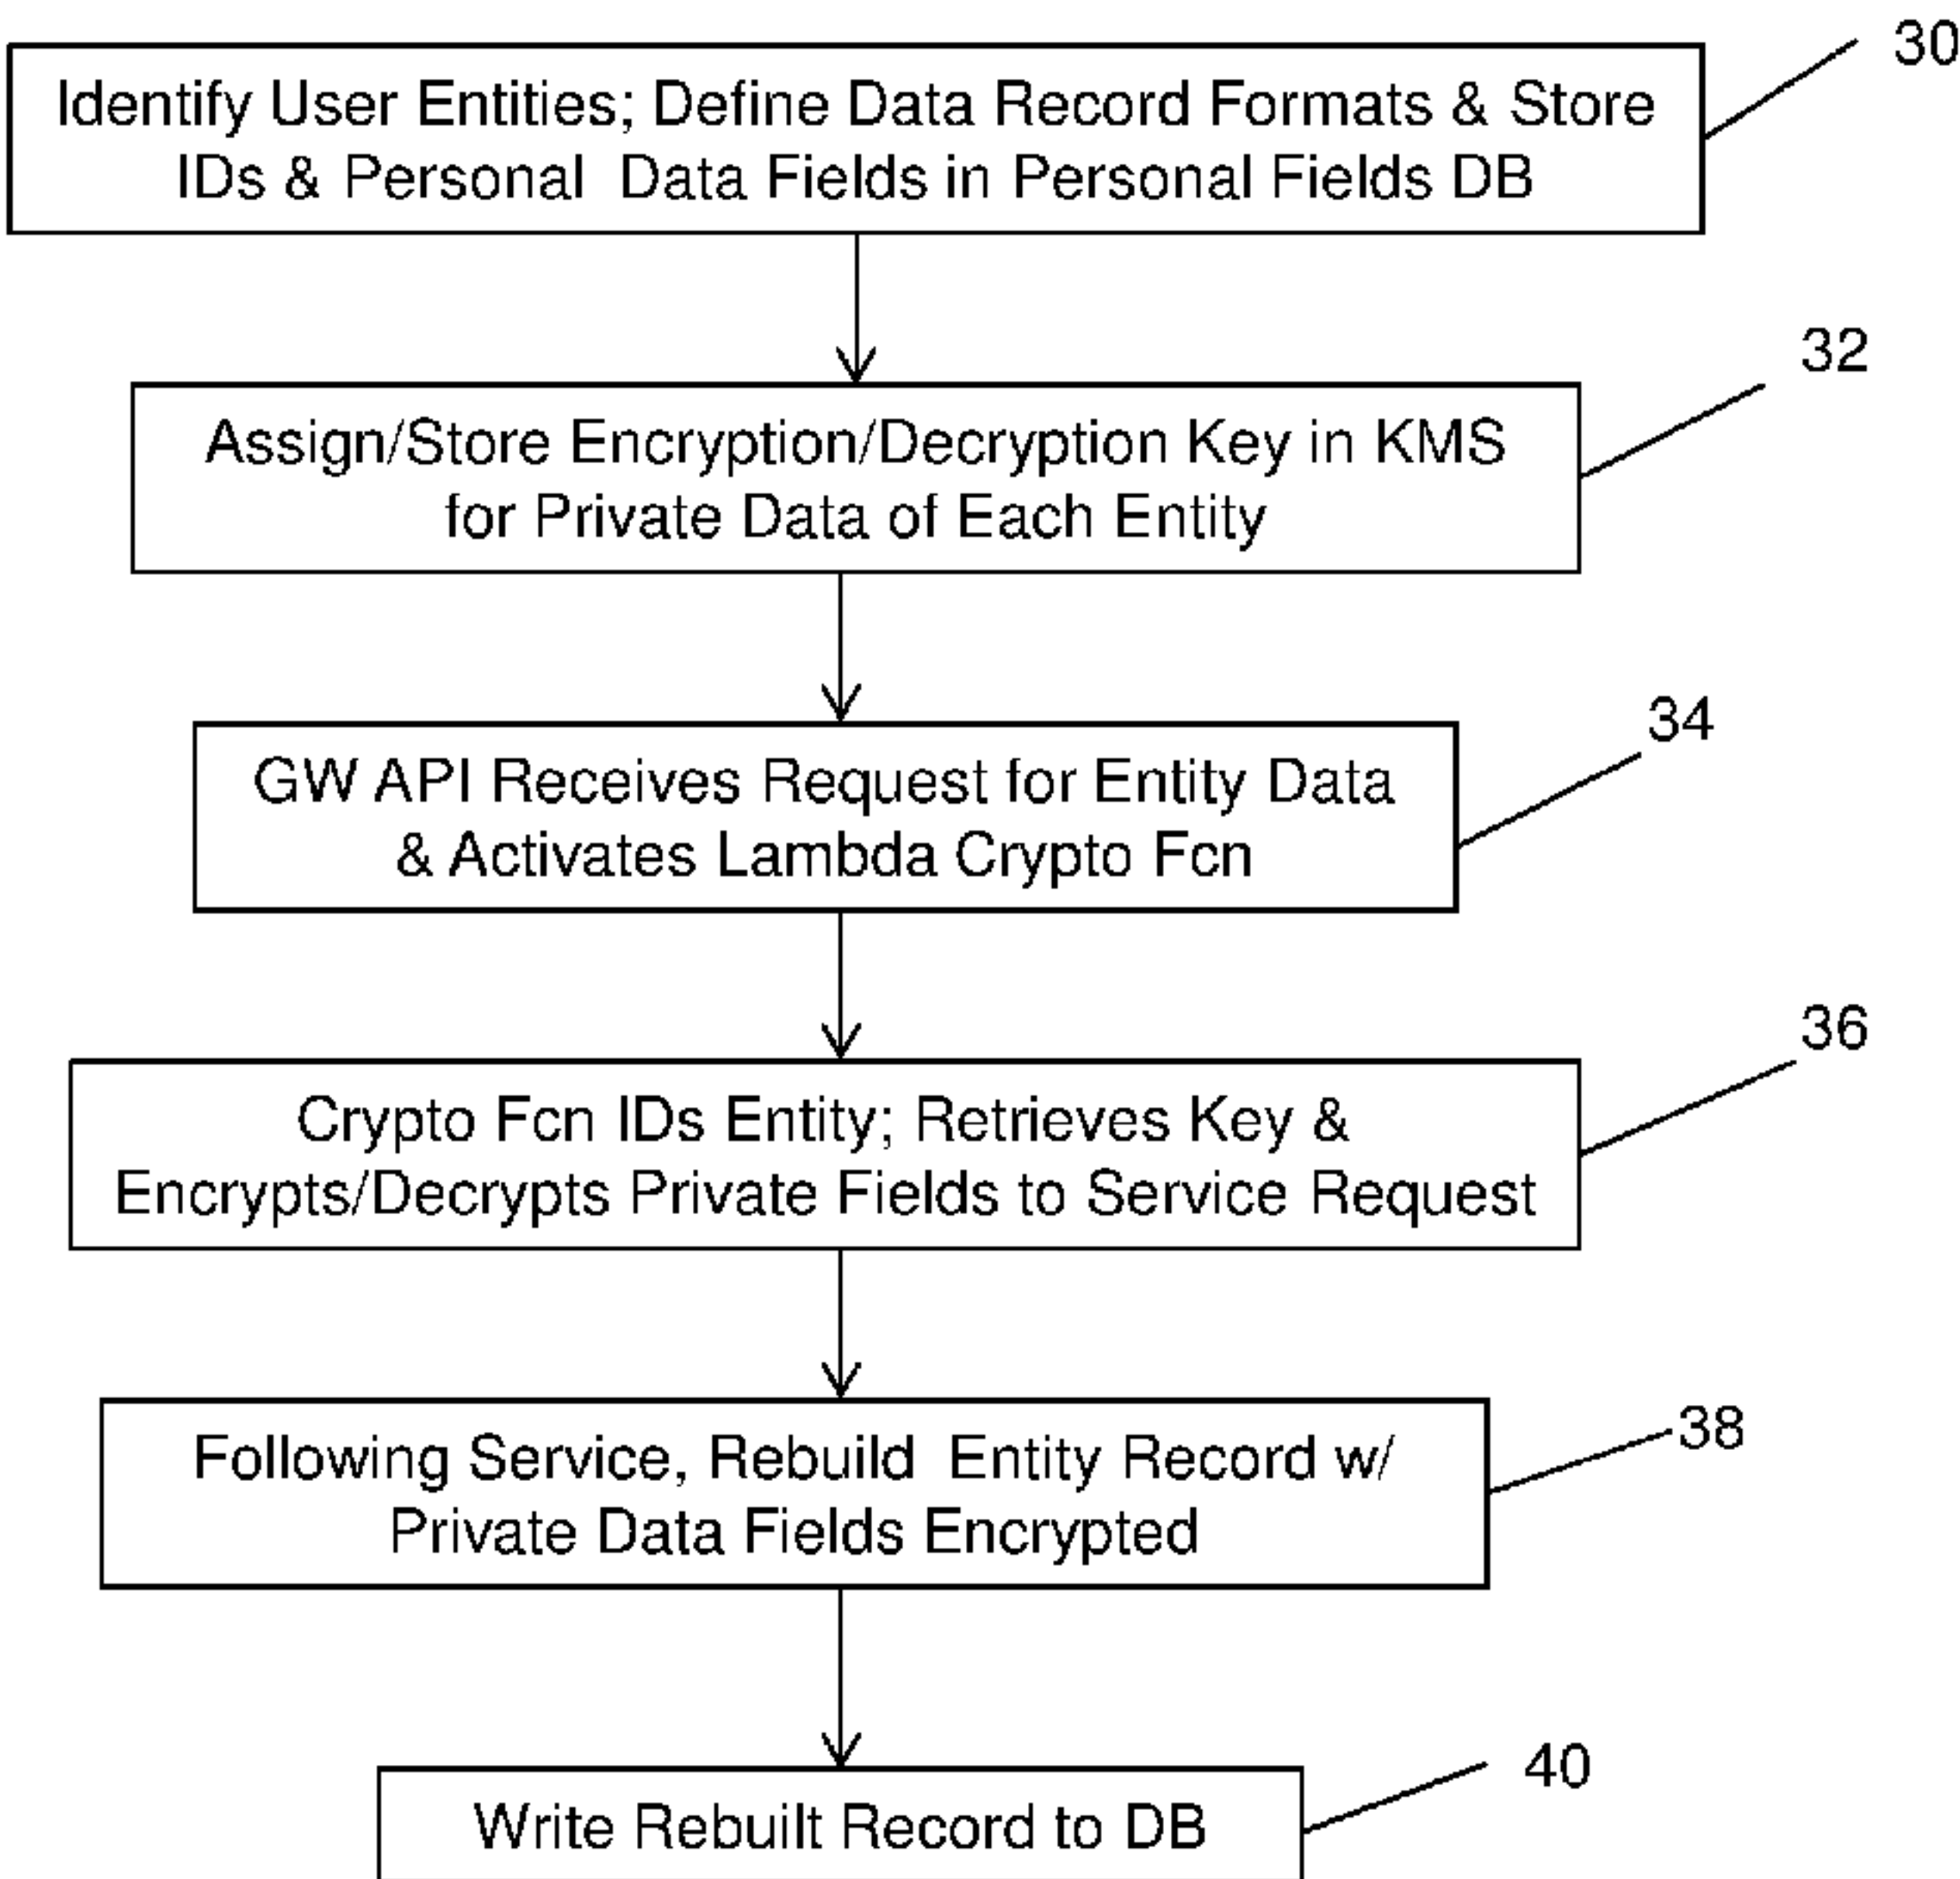 30
Identify User Entities; Define Data Record Formats & Store
IDs & Personal Data Fields in Personal Fields DB
32
Assign/Store Encryption/Decryption Key in KMS
for Private Data of Each Entity
34
GW API Receives Request for Entity Data
& Activates Lambda Crypto Fcn
36
Crypto Fcn IDs Entity; Retrieves Key &
Encrypts/Decrypts Private Fields to Service Request
38
Following Service, Rebuild Entity Record w/
Private Data Fields Encrypted
40
Write Rebuilt Record to DB